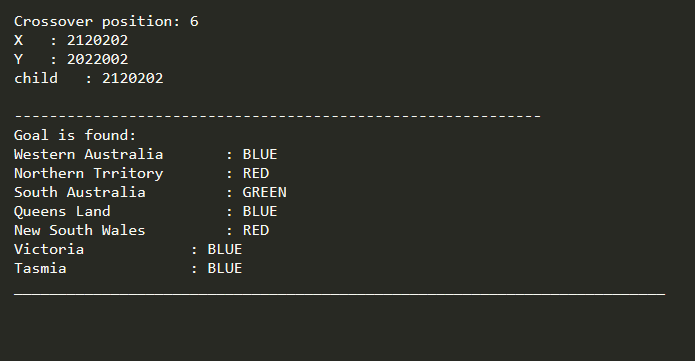 Crossover position: 6
X   : 2120202
Y   : 2022002
child   : 2120202
------------------------------------------------------------
Goal is found:
Western Australia       : BLUE
Northern Trritory       : RED
South Australia         : GREEN
Queens Land             : BLUE
New South Wales         : RED
Victoria            : BLUE
Tasmia              : BLUE
__________________________________________________________________________